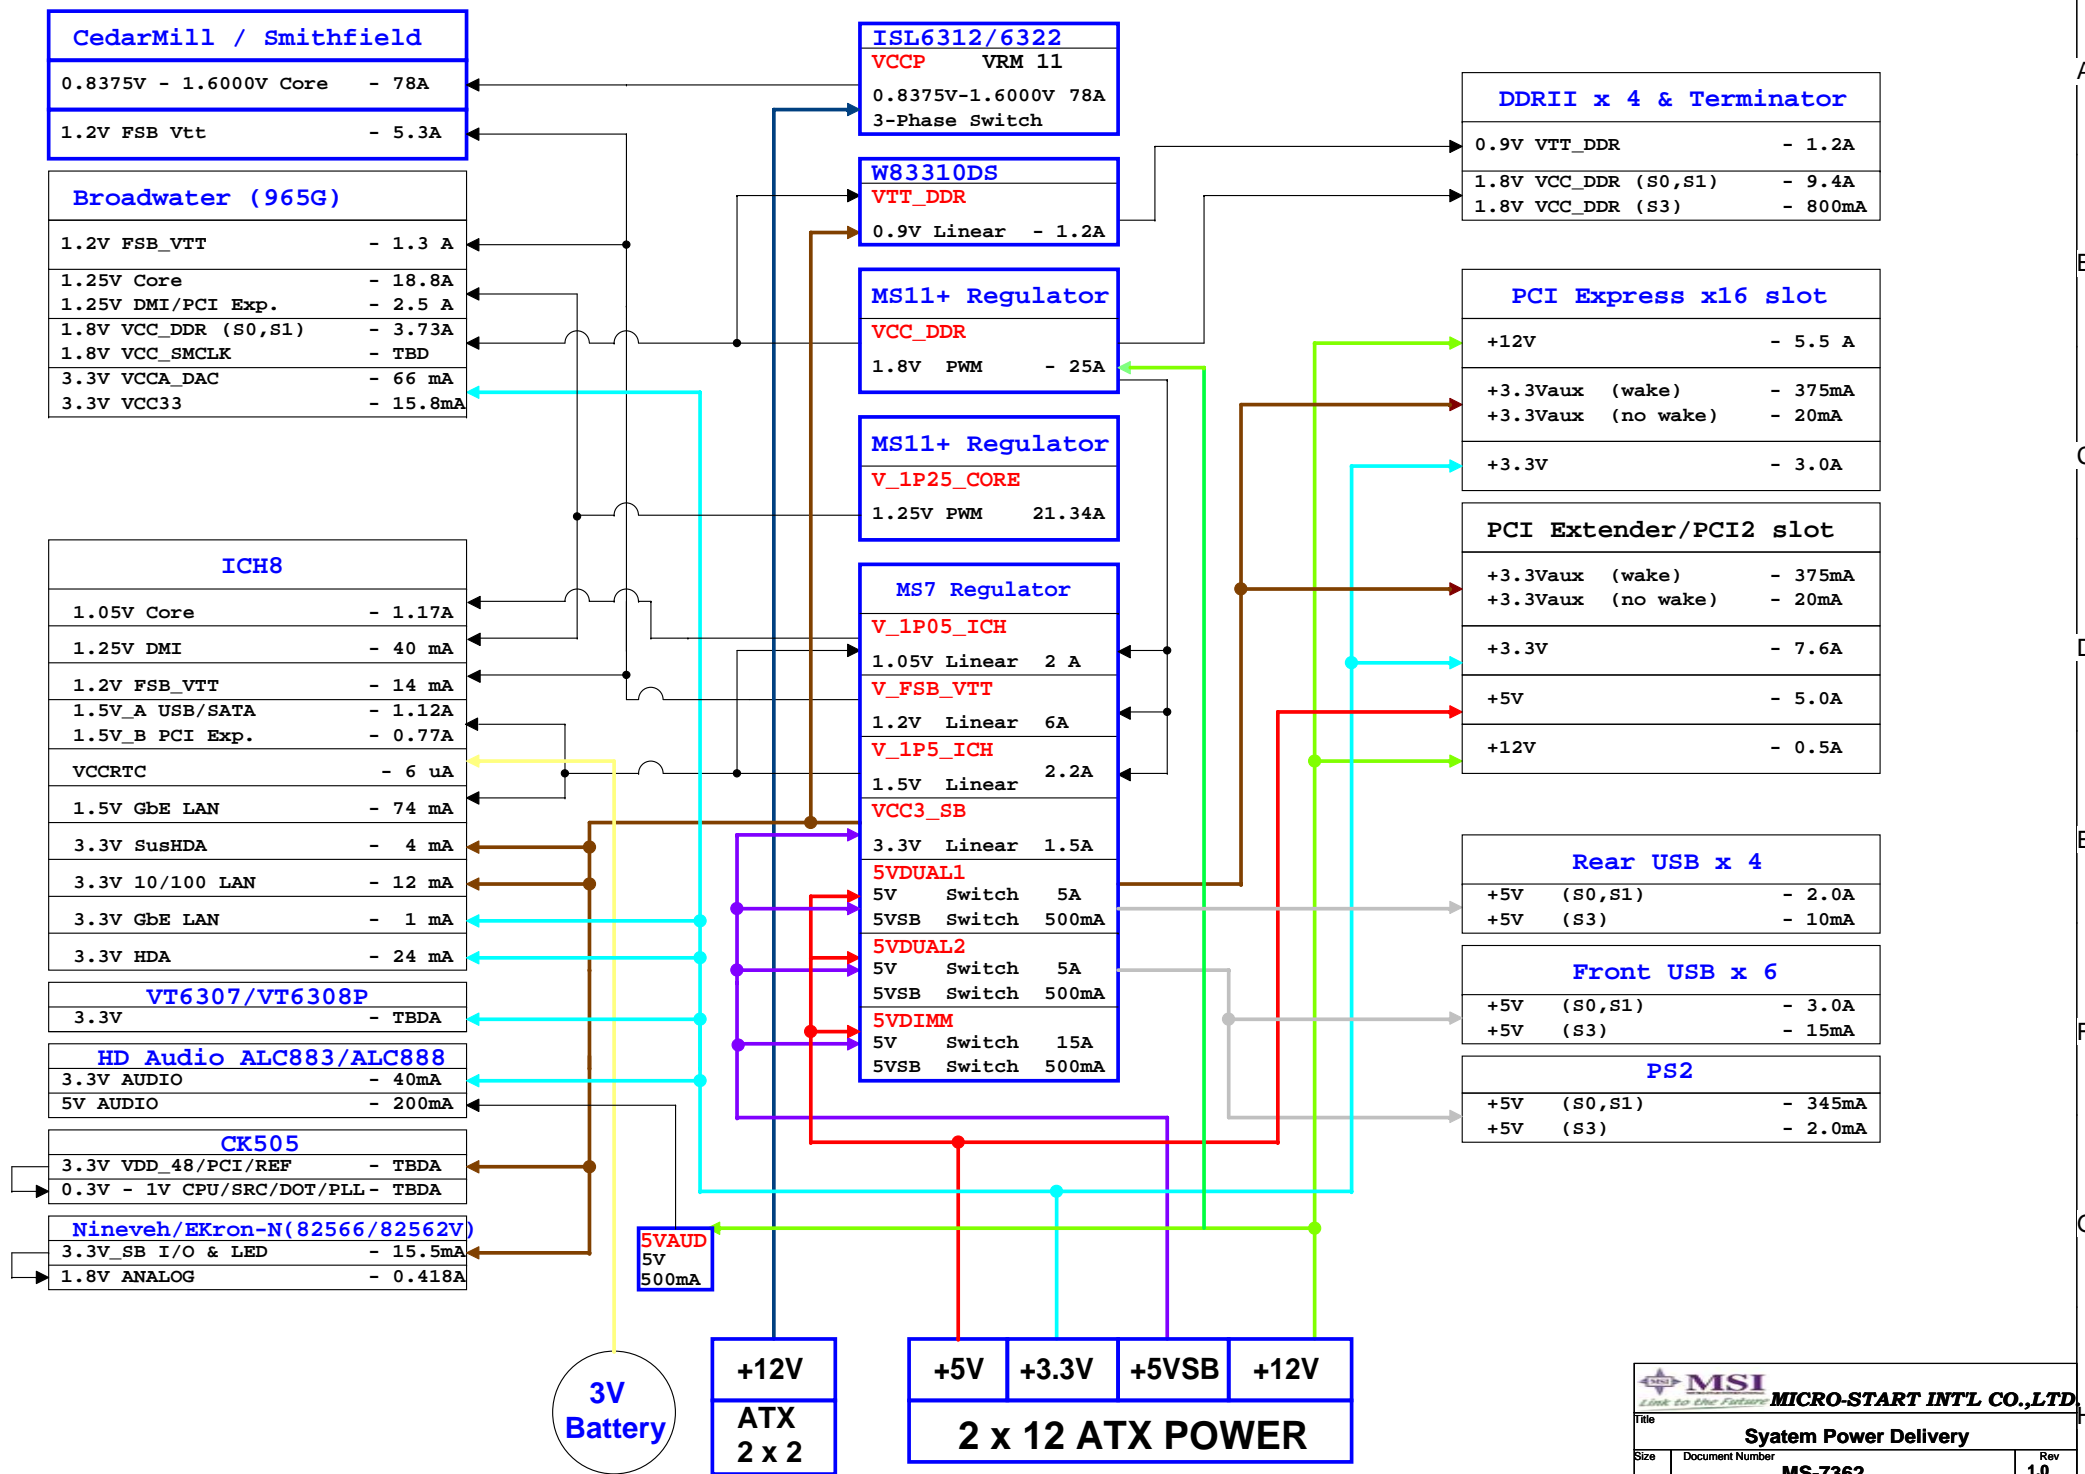 CedarMill / Smithfield
0.8375V - 1.6000V Core - 78A
1.2V FSB Vtt - 5.3A
Broadwater (965G)
1.2V FSB_VTT - 1.3 A
1.25V Core - 18.8A
1.25V DMI/PCI Exp. - 2.5 A
1.8V VCC_DDR (S0,S1) - 3.73A
1.8V VCC_SMCLK - TBD
3.3V VCCA_DAC - 66 mA
3.3V VCC33 - 15.8mA
ICH8
1.05V Core - 1.17A
1.25V DMI - 40 mA
1.2V FSB_VTT - 14 mA
1.5V_A USB/SATA - 1.12A
1.5V_B PCI Exp. - 0.77A
VCCRTC - 6 uA
1.5V GbE LAN - 74 mA
3.3V SusHDA - 4 mA
3.3V 10/100 LAN - 12 mA
3.3V GbE LAN - 1 mA
3.3V HDA - 24 mA
VT6307/VT6308P
3.3V - TBDA
HD Audio ALC883/ALC888
3.3V AUDIO - 40mA
5V AUDIO - 200mA
CK505
3.3V VDD_48/PCI/REF - TBDA
0.3V - 1V CPU/SRC/DOT/PLL - TBDA
Nineveh/EKron-N(82566/82562V)
3.3V_SB I/O & LED - 15.5mA
1.8V ANALOG - 0.418A
ISL6312/6322
VCCP VRM 11
0.8375V-1.6000V 78A
3-Phase Switch
W83310DS
VTT_DDR
0.9V Linear - 1.2A
MS11+ Regulator
VCC_DDR
1.8V PWM - 25A
MS11+ Regulator
V_1P25_CORE
1.25V PWM 21.34A
MS7 Regulator
V_1P05_ICH
1.05V Linear 2 A
V_FSB_VTT
1.2V Linear 6A
V_1P5_ICH
1.5V Linear 2.2A
VCC3_SB
3.3V Linear 1.5A
5VDUAL1
5V Switch 5A
5VSB Switch 500mA
5VDUAL2
5V Switch 5A
5VSB Switch 500mA
5VDIMM
5V Switch 15A
5VSB Switch 500mA
5VAUD
5V
500mA
DDRII x 4 & Terminator
0.9V VTT_DDR - 1.2A
1.8V VCC_DDR (S0,S1) - 9.4A
1.8V VCC_DDR (S3) - 800mA
PCI Express x16 slot
+12V - 5.5 A
+3.3Vaux (wake) - 375mA
+3.3Vaux (no wake) - 20mA
+3.3V - 3.0A
PCI Extender/PCI2 slot
+3.3Vaux (wake) - 375mA
+3.3Vaux (no wake) - 20mA
+3.3V - 7.6A
+5V - 5.0A
+12V - 0.5A
Rear USB x 4
+5V (S0,S1) - 2.0A
+5V (S3) - 10mA
Front USB x 6
+5V (S0,S1) - 3.0A
+5V (S3) - 15mA
PS2
+5V (S0,S1) - 345mA
+5V (S3) - 2.0mA
3V
Battery
+12V
ATX
2 x 2
+5V +3.3V +5VSB +12V
2 x 12 ATX POWER
MSI
Link to the Future
MICRO-START INT'L CO.,LTD.
Title
Syatem Power Delivery
Size Document Number Rev
MS-7362 1.0